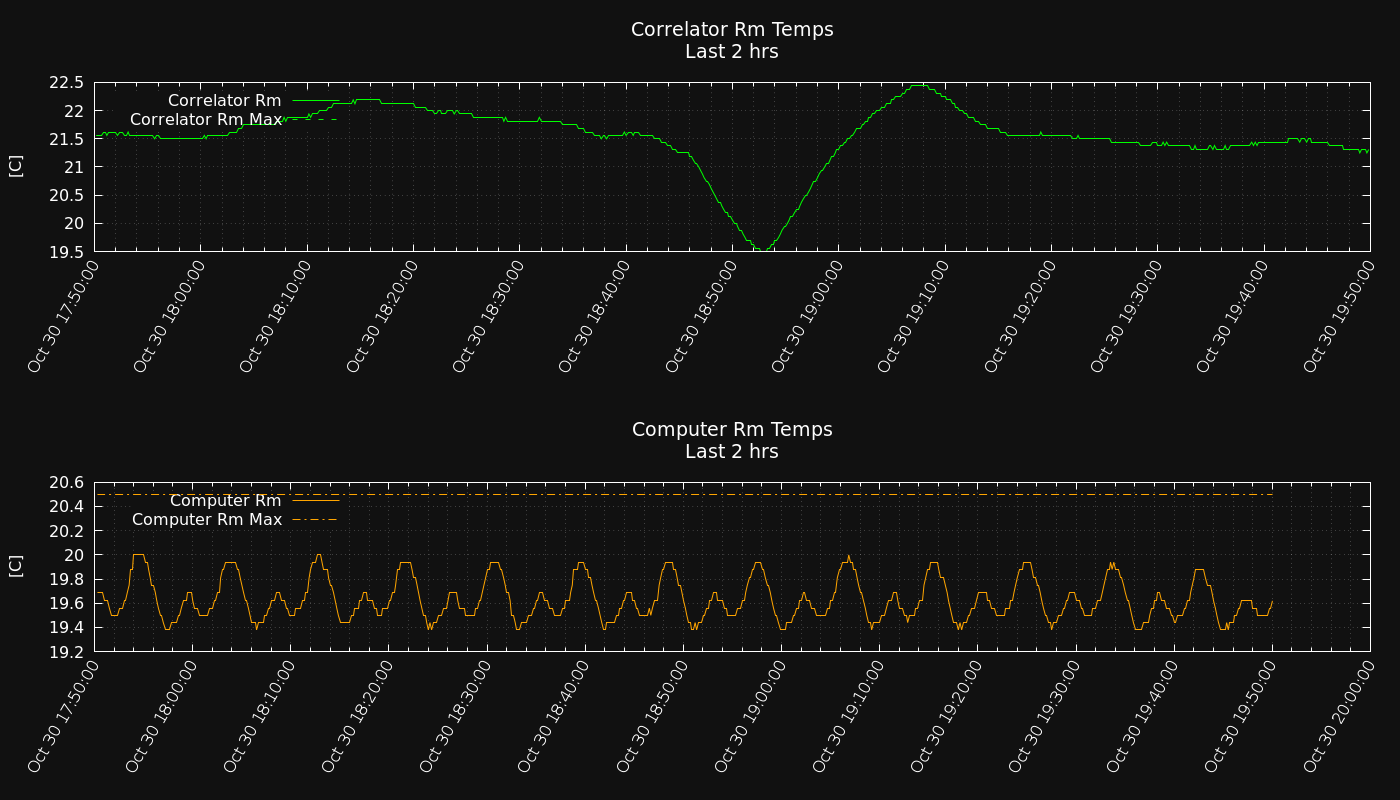 Correlator Rm Temps
Last 2 hrs
22.5
22
21.5
21
20.5
20
19.5
[C]
Correlator Rm
Correlator Rm Max
Oct 30 17:50:00
Oct 30 18:00:00
Oct 30 18:10:00
Oct 30 18:20:00
Oct 30 18:30:00
Oct 30 18:40:00
Oct 30 18:50:00
Oct 30 19:00:00
Oct 30 19:10:00
Oct 30 19:20:00
Oct 30 19:30:00
Oct 30 19:40:00
Oct 30 19:50:00
Computer Rm Temps
Last 2 hrs
20.6
20.4
20.2
20
19.8
19.6
19.4
19.2
[C]
Computer Rm
Computer Rm Max
Oct 30 17:50:00
Oct 30 18:00:00
Oct 30 18:10:00
Oct 30 18:20:00
Oct 30 18:30:00
Oct 30 18:40:00
Oct 30 18:50:00
Oct 30 19:00:00
Oct 30 19:10:00
Oct 30 19:20:00
Oct 30 19:30:00
Oct 30 19:40:00
Oct 30 19:50:00
Oct 30 20:00:00